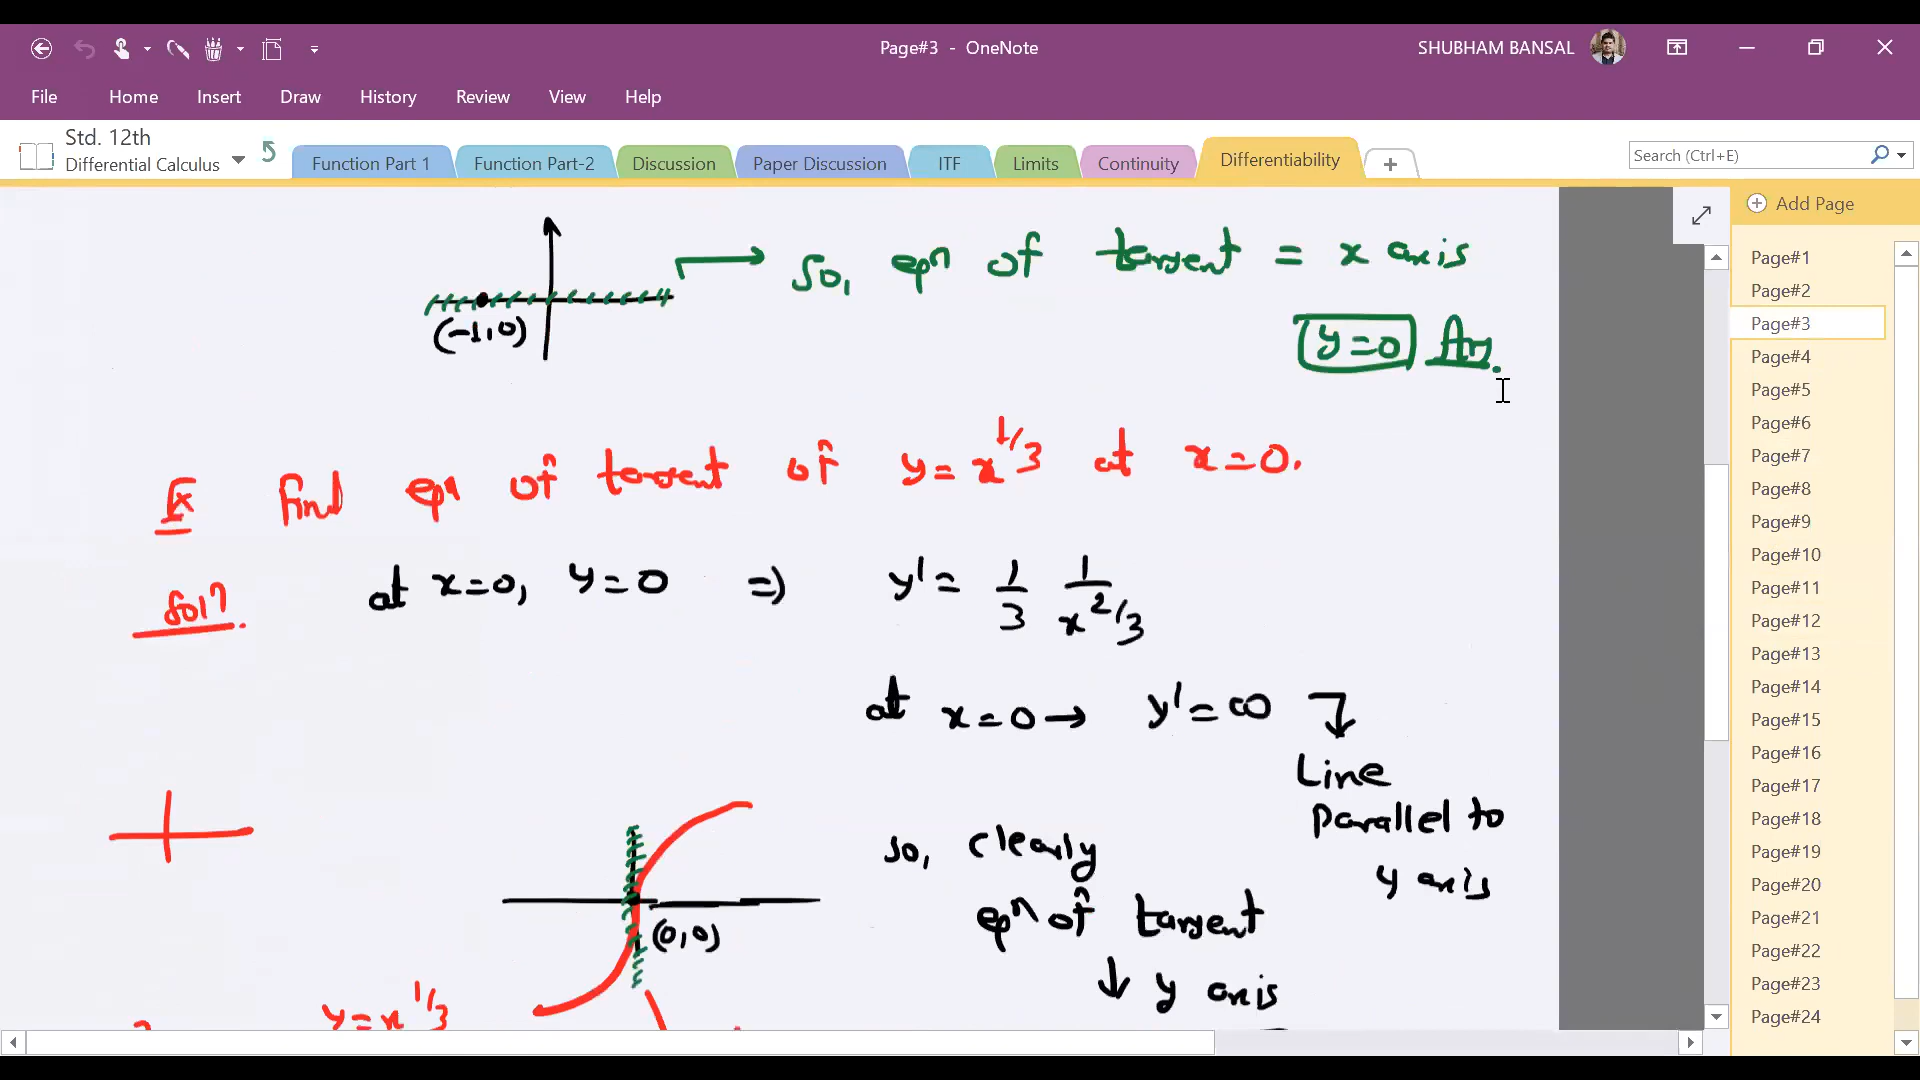 Page#3 - OneNote
SHUBHAM BANSAL
File Home Insert Draw History Review View Help
Std. 12th
Differential Calculus
Function Part 1
Function Part-2
Discussion
Paper Discussion
ITF
Limits
Continuity
Differentiability
Search (Ctrl+E)
So, eqn of tangent = x axis
(-1,0)
y=0 Ans.
Ex Find eqn of tangent of y = x^1/3 at x=0.
Soln. at x=0, y=0 => y' = 1/3 1/x^2/3
at x=0 → y' = ∞
Line
Parallel to
y axis
So, clearly
eqn of tangent
↓ y axis
(0,0)
y = x^1/3
Add Page
Page#1
Page#2
Page#3
Page#4
Page#5
Page#6
Page#7
Page#8
Page#9
Page#10
Page#11
Page#12
Page#13
Page#14
Page#15
Page#16
Page#17
Page#18
Page#19
Page#20
Page#21
Page#22
Page#23
Page#24